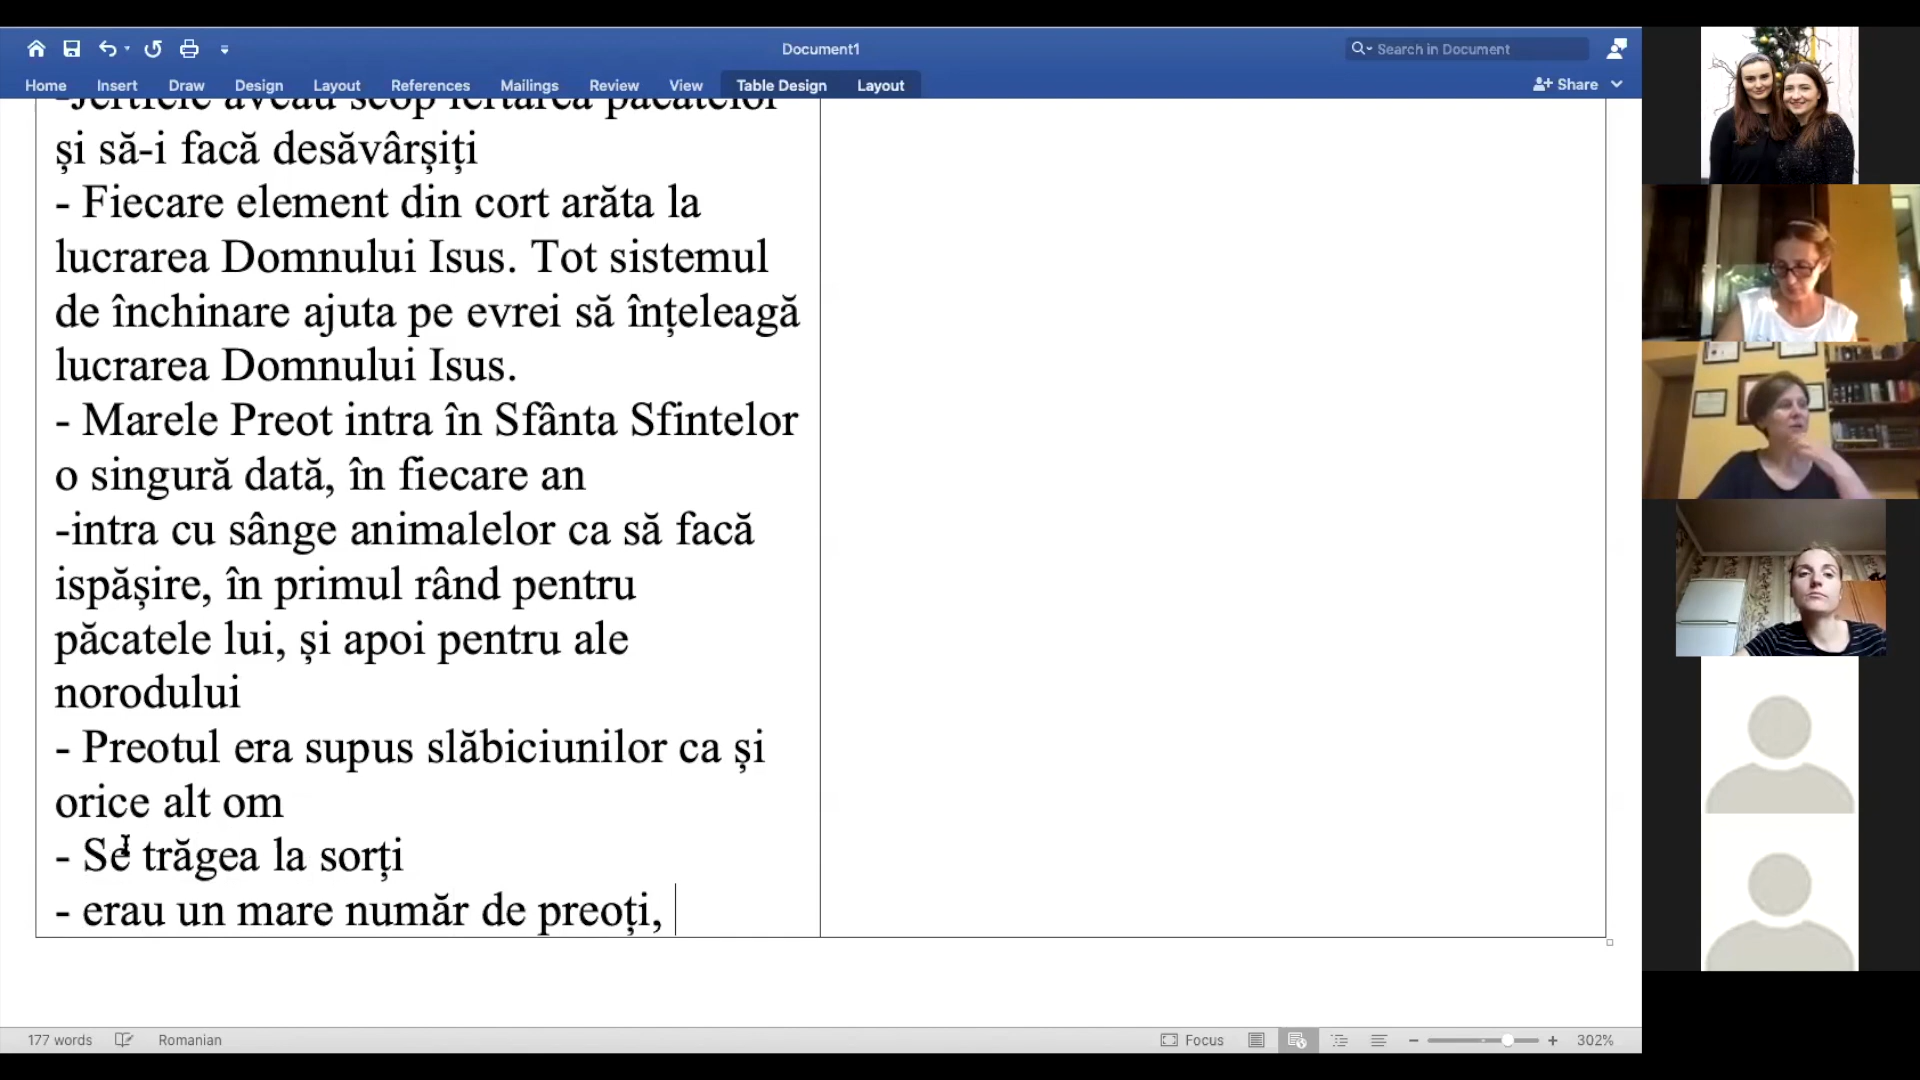 Document1
Search in Document
Home Insert Draw Design Layout References Mailings Review View Table Design Layout Share
-Jertfele aveau scop iertarea păcatelor
și să-i facă desăvârșiți
- Fiecare element din cort arăta la
lucrarea Domnului Isus. Tot sistemul
de închinare ajuta pe evrei să înțeleagă
lucrarea Domnului Isus.
- Marele Preot intra în Sfânta Sfintelor
o singură dată, în fiecare an
-intra cu sânge animalelor ca să facă
ispășire, în primul rând pentru
păcatele lui, și apoi pentru ale
norodului
- Preotul era supus slăbiciunilor ca și
orice alt om
- Se trăgea la sorți
- erau un mare număr de preoți,
177 words Romanian Focus 302%